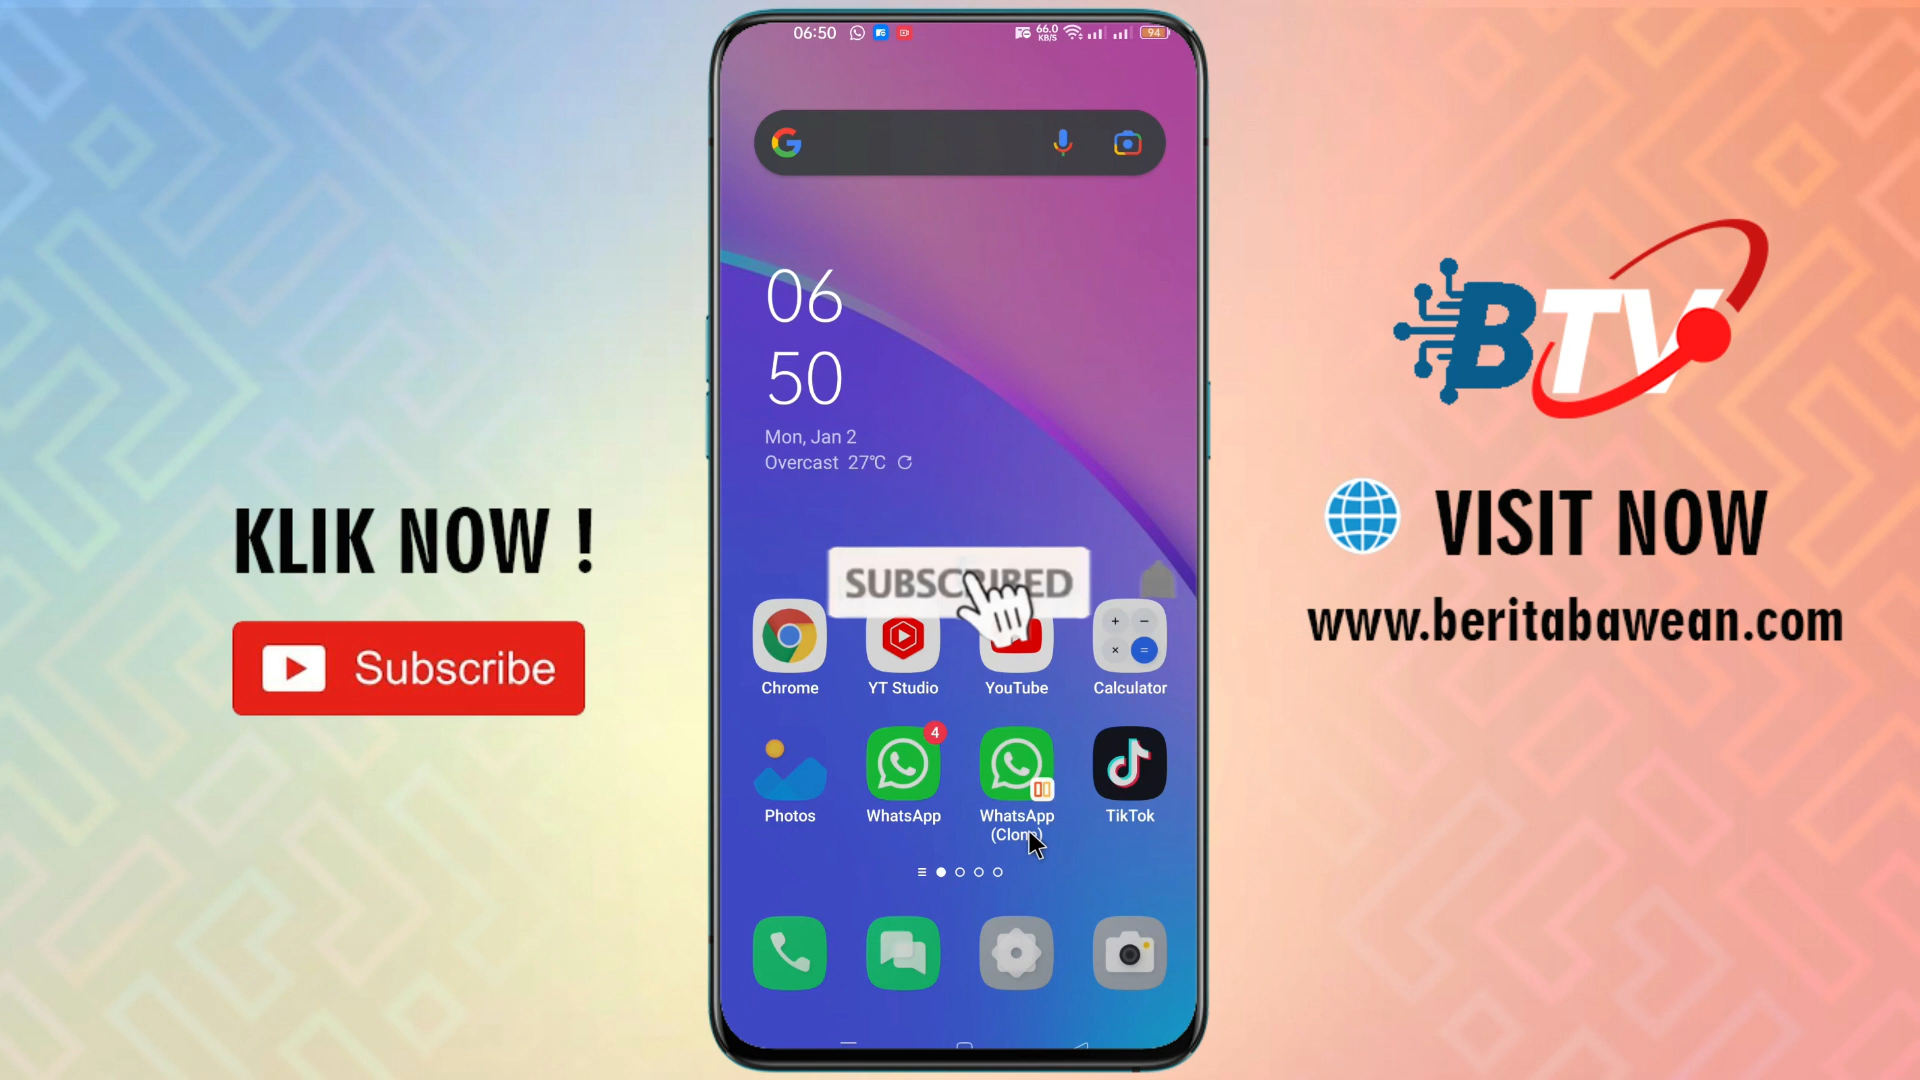 06:50
66.0
KB/S
94
06
50
Mon, Jan 2
Overcast 27°C
KLIK NOW !
Subscribe
SUBSCRIBED
Chrome
YT Studio
YouTube
Calculator
Photos
4
WhatsApp
WhatsApp
(Clone)
TikTok
BTV
VISIT NOW
www.beritabawean.com